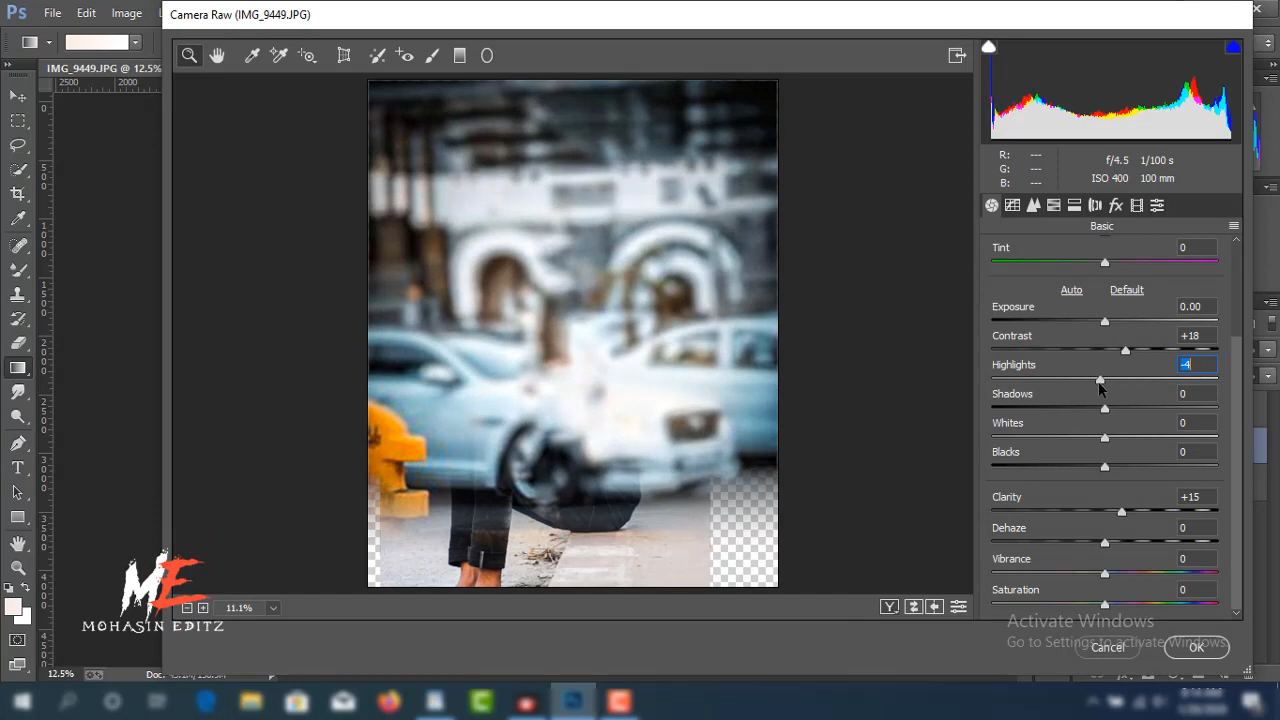 Ps File Edit Image
Camera Raw (IMG_9449.JPG)
IMG_9449.JPG @ 12.5%
2500 2000
R: ---
G: ---
B: ---
f/4.5 1/100 s
ISO 400 100 mm
fx
Basic
Tint 0
Auto Default
Exposure 0.00
Contrast +18
Highlights -4
Shadows 0
Whites 0
Blacks 0
Clarity +15
Dehaze 0
Vibrance 0
Saturation 0
T
ME
MOHASIN EDITZ
11.1%
Y
Activate Windows
Go to Settings to activate Windows.
Cancel OK
12.5%